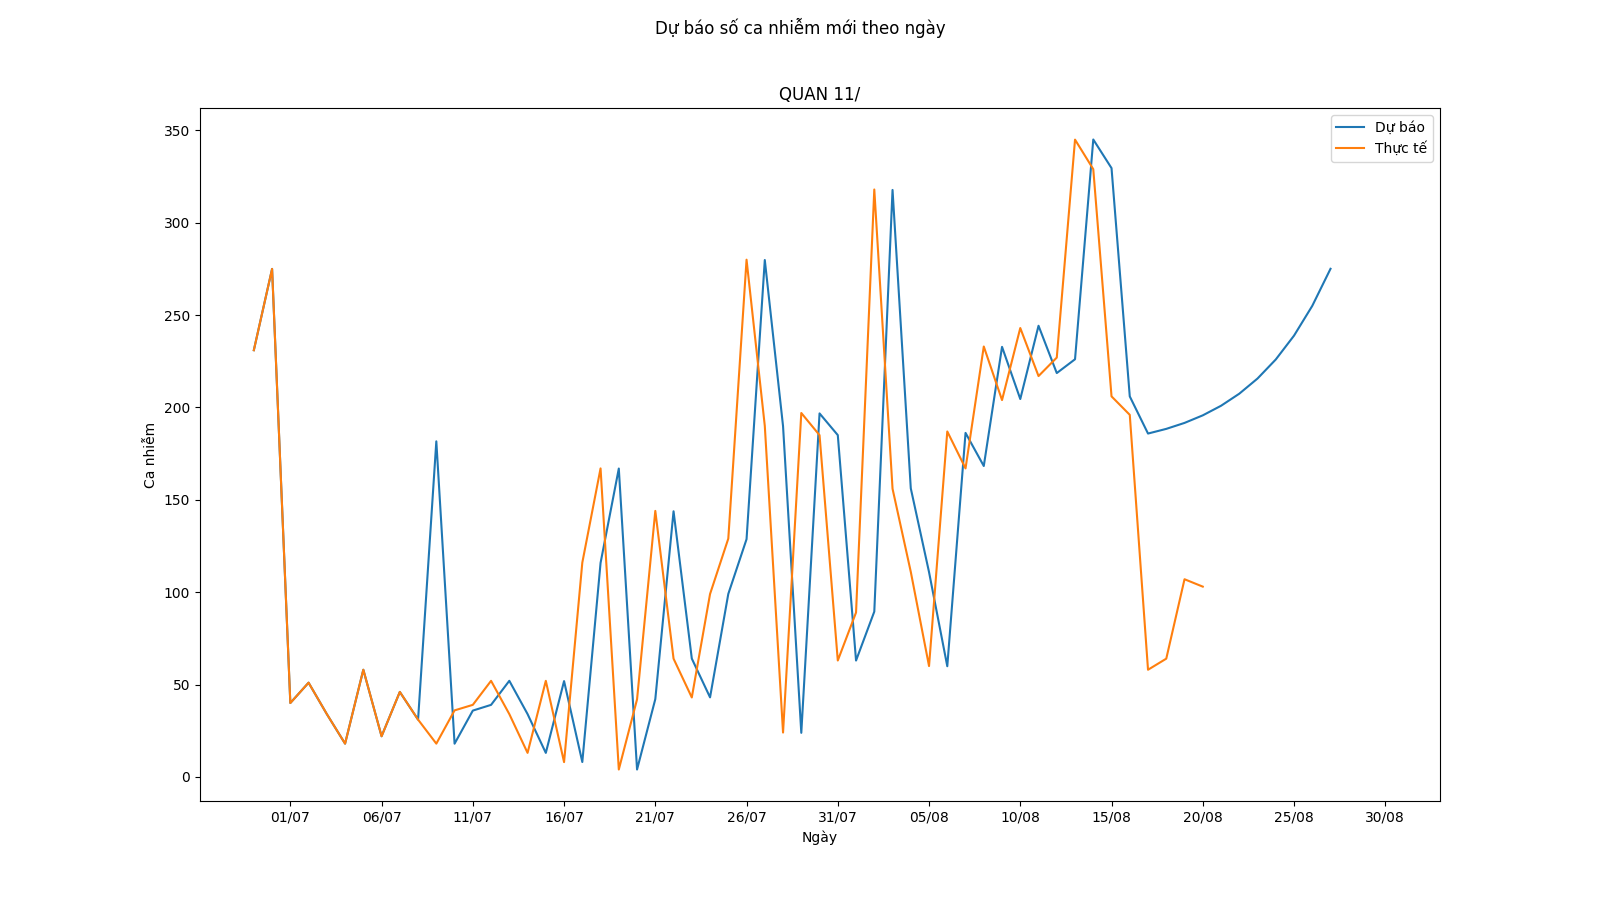 Dự báo số ca nhiễm mới theo ngày
QUAN 11/
Dự báo
Thực tế
350
300
250
200
150
100
50
0
Ca nhiễm
01/07 06/07 11/07 16/07 21/07 26/07 31/07 05/08 10/08 15/08 20/08 25/08 30/08
Ngày